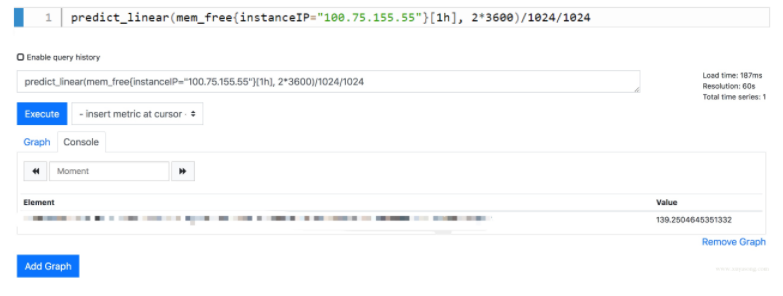 1 predict_linear(mem_free{instanceIP="100.75.155.55"}[1h], 2*3600)/1024/1024
Enable query history
predict_linear(mem_free{instanceIP="100.75.155.55"}[1h], 2*3600)/1024/1024
Load time: 187ms
Resolution: 60s
Total time series: 1
Execute
- insert metric at cursor -
Graph Console
Moment
Element Value
139.2504645351332
Remove Graph
Add Graph